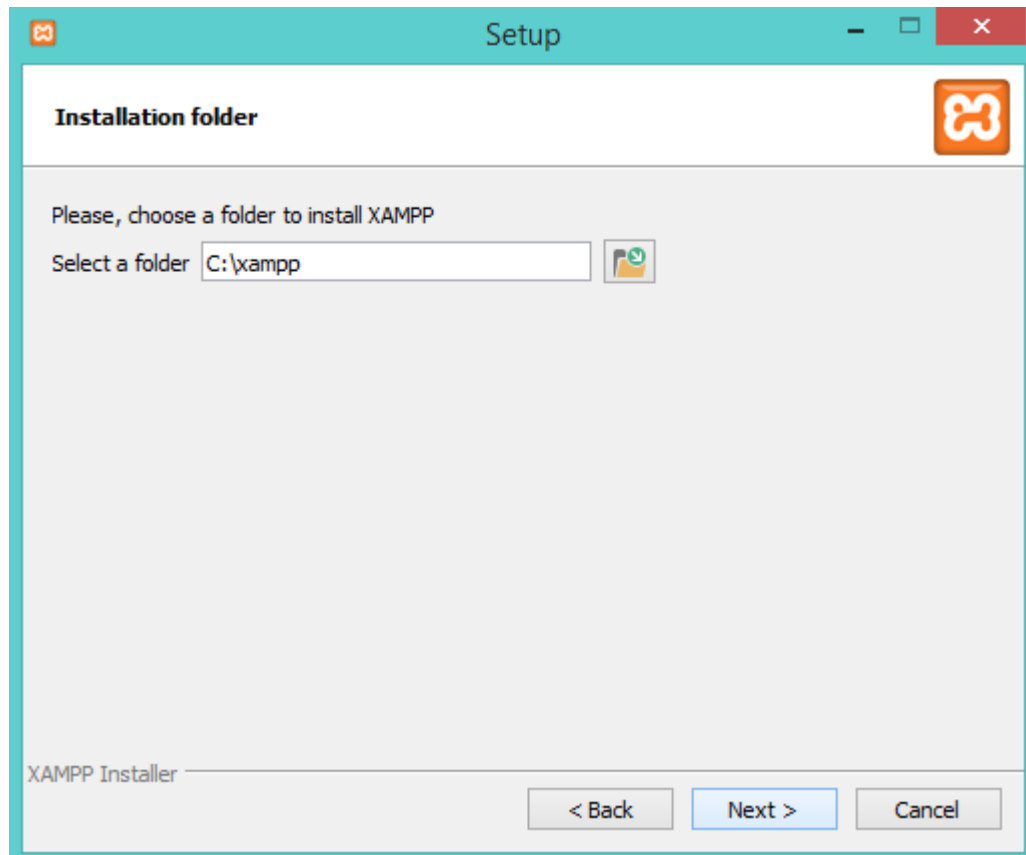 Setup
Installation folder
Please, choose a folder to install XAMPP
Select a folder C:\xampp
XAMPP Installer
< Back Next > Cancel